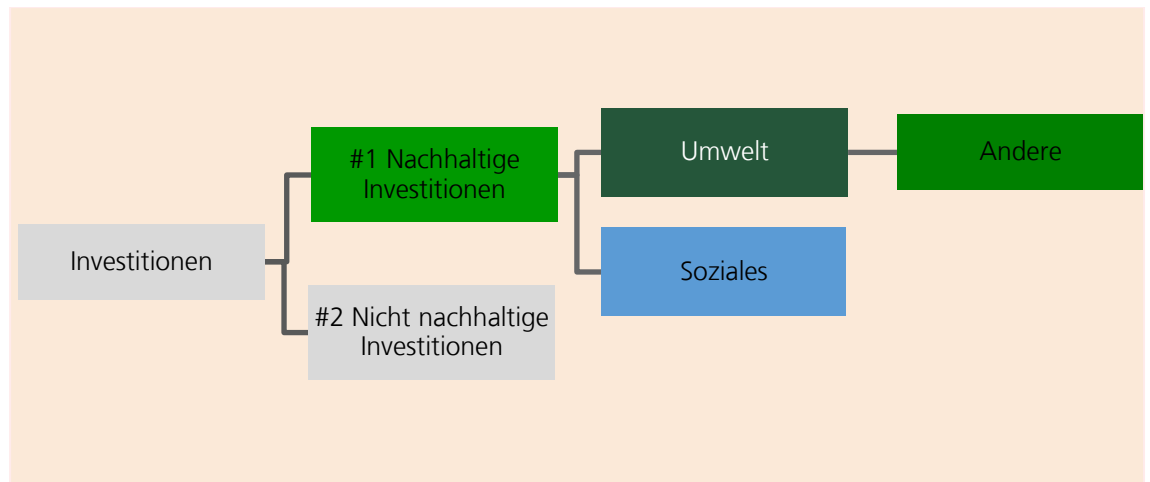 Investitionen
#1 Nachhaltige
Investitionen
#2 Nicht nachhaltige
Investitionen
Umwelt
Soziales
Andere